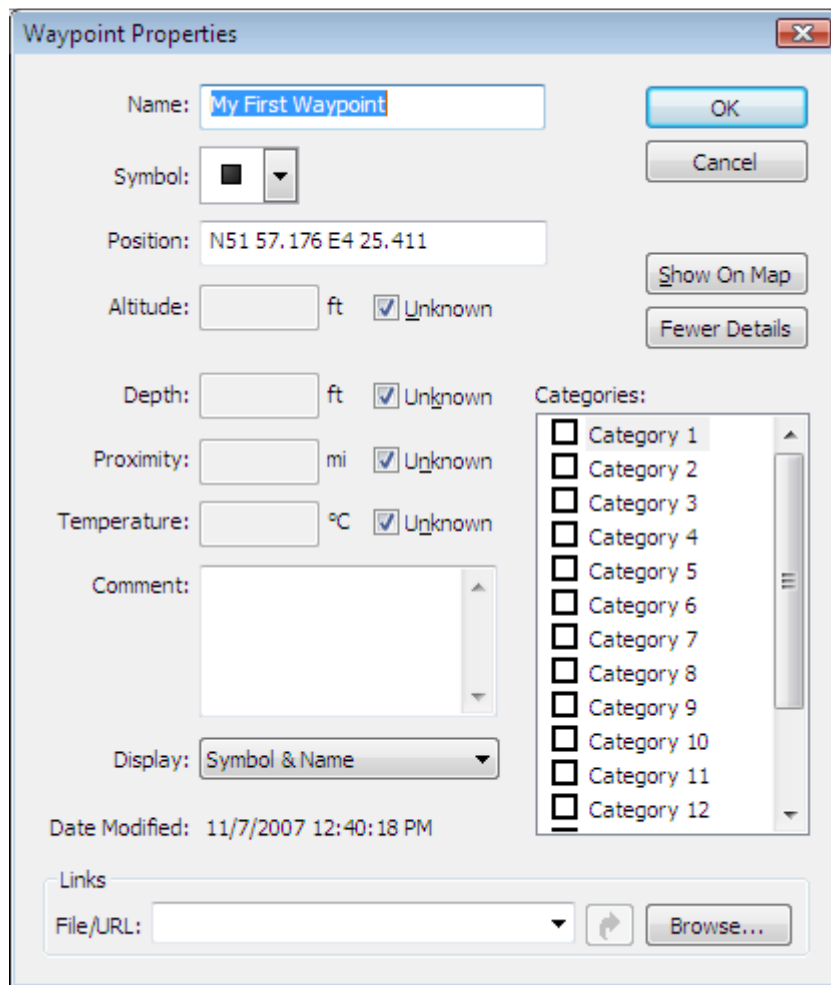 Waypoint Properties
Name: My First Waypoint
OK
Symbol:
Cancel
Position: N51 57.176 E4 25.411
Show On Map
Altitude: ft Unknown
Fewer Details
Depth: ft Unknown
Categories:
Category 1
Proximity: mi Unknown
Category 2
Category 3
Temperature: °C Unknown
Category 4
Comment:
Category 5
Category 6
Category 7
Category 8
Category 9
Category 10
Display: Symbol & Name
Category 11
Category 12
Date Modified: 11/7/2007 12:40:18 PM
Links
File/URL:
Browse...